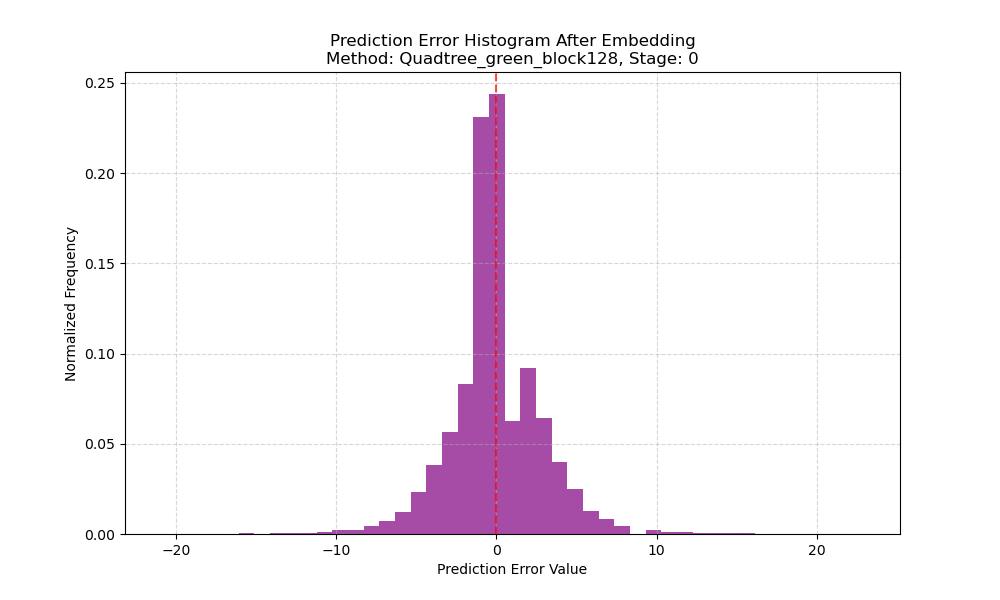 Prediction Error Histogram After Embedding
Method: Quadtree_green_block128, Stage: 0
Normalized Frequency
0.25
0.20
0.15
0.10
0.05
0.00
−20
−10
0
10
20
Prediction Error Value